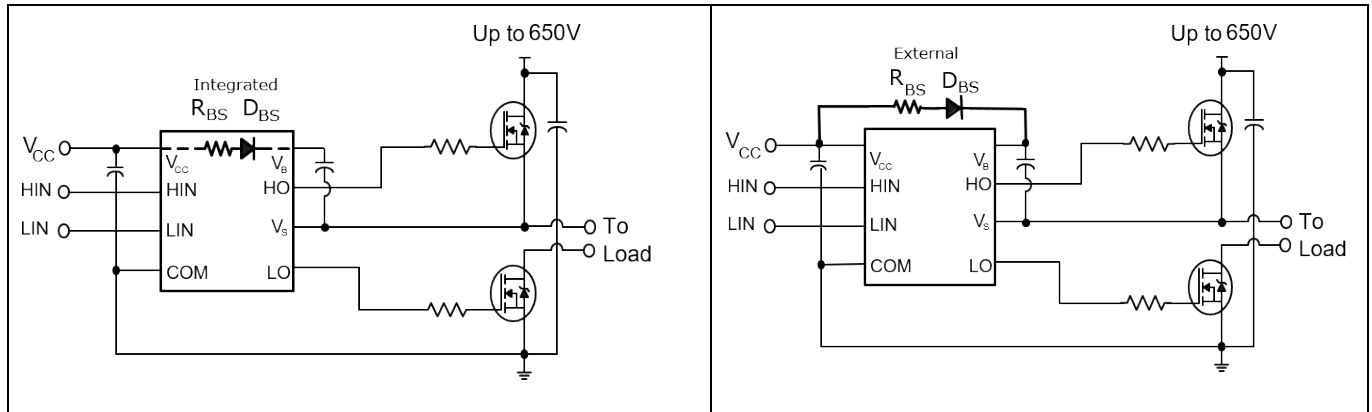 Up to 650V
Integrated
RBS DBS
VCC
VCC VB
HIN HIN HO
LIN LIN VS To
Load
COM LO
Up to 650V
External
RBS DBS
VCC
VCC VB
HIN HIN HO
LIN LIN VS To
Load
COM LO